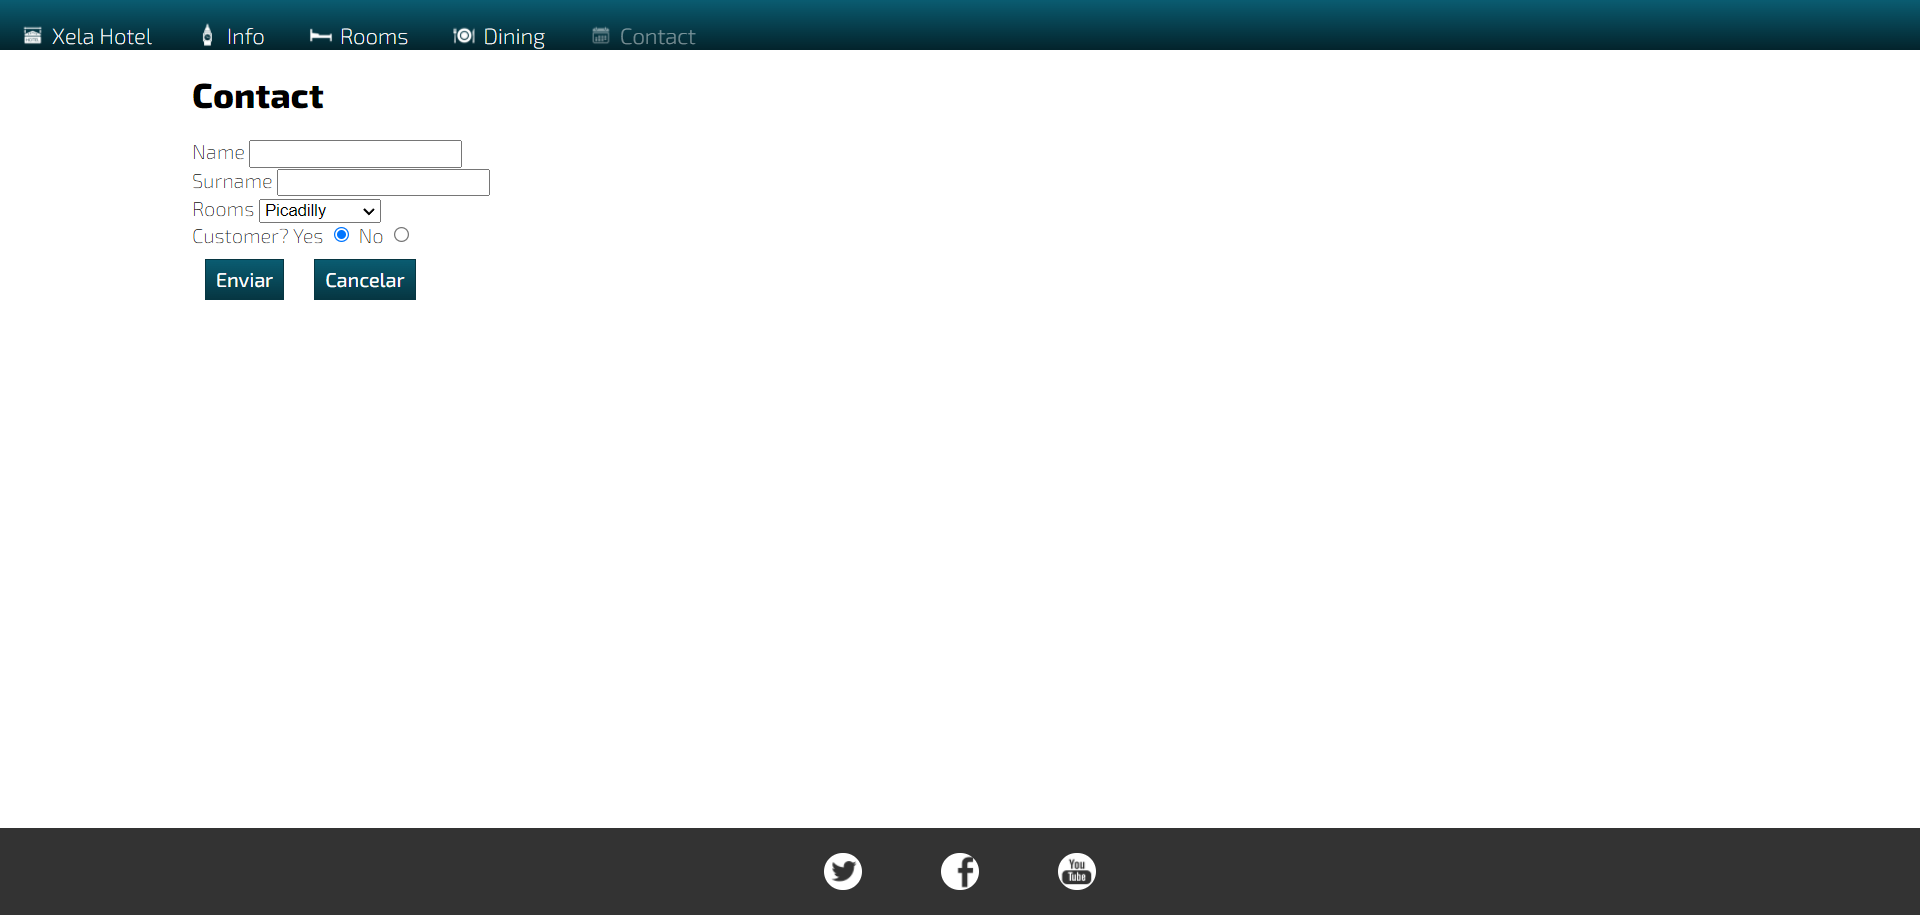 Xela Hotel Info Rooms Dining Contact
Contact
Name
Surname
Rooms Picadilly
Customer? Yes No
Enviar Cancelar
You
Tube